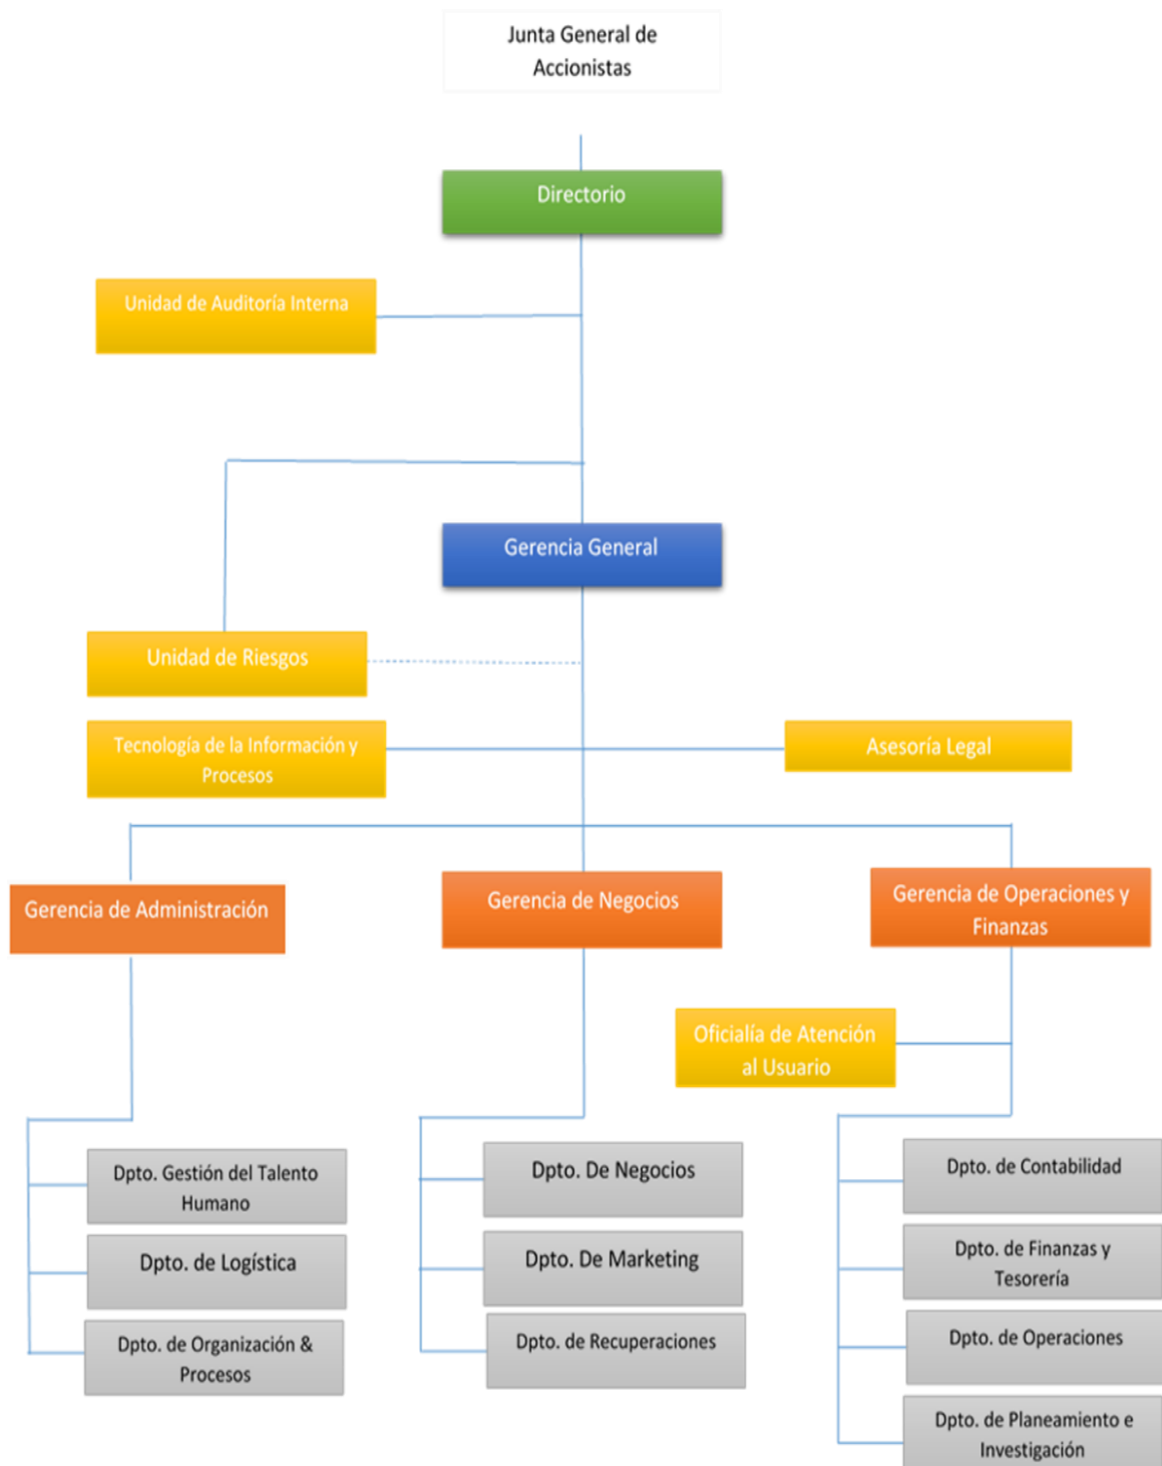 Junta General de
Accionistas
Directorio
Unidad de Auditoría Interna
Gerencia General
Unidad de Riesgos
Tecnología de la Información y
Procesos
Asesoría Legal
Gerencia de Administración
Gerencia de Negocios
Gerencia de Operaciones y
Finanzas
Oficialía de Atención
al Usuario
Dpto. Gestión del Talento
Humano
Dpto. de Logística
Dpto. de Organización &
Procesos
Dpto. De Negocios
Dpto. De Marketing
Dpto. de Recuperaciones
Dpto. de Contabilidad
Dpto. de Finanzas y
Tesorería
Dpto. de Operaciones
Dpto. de Planeamiento e
Investigación